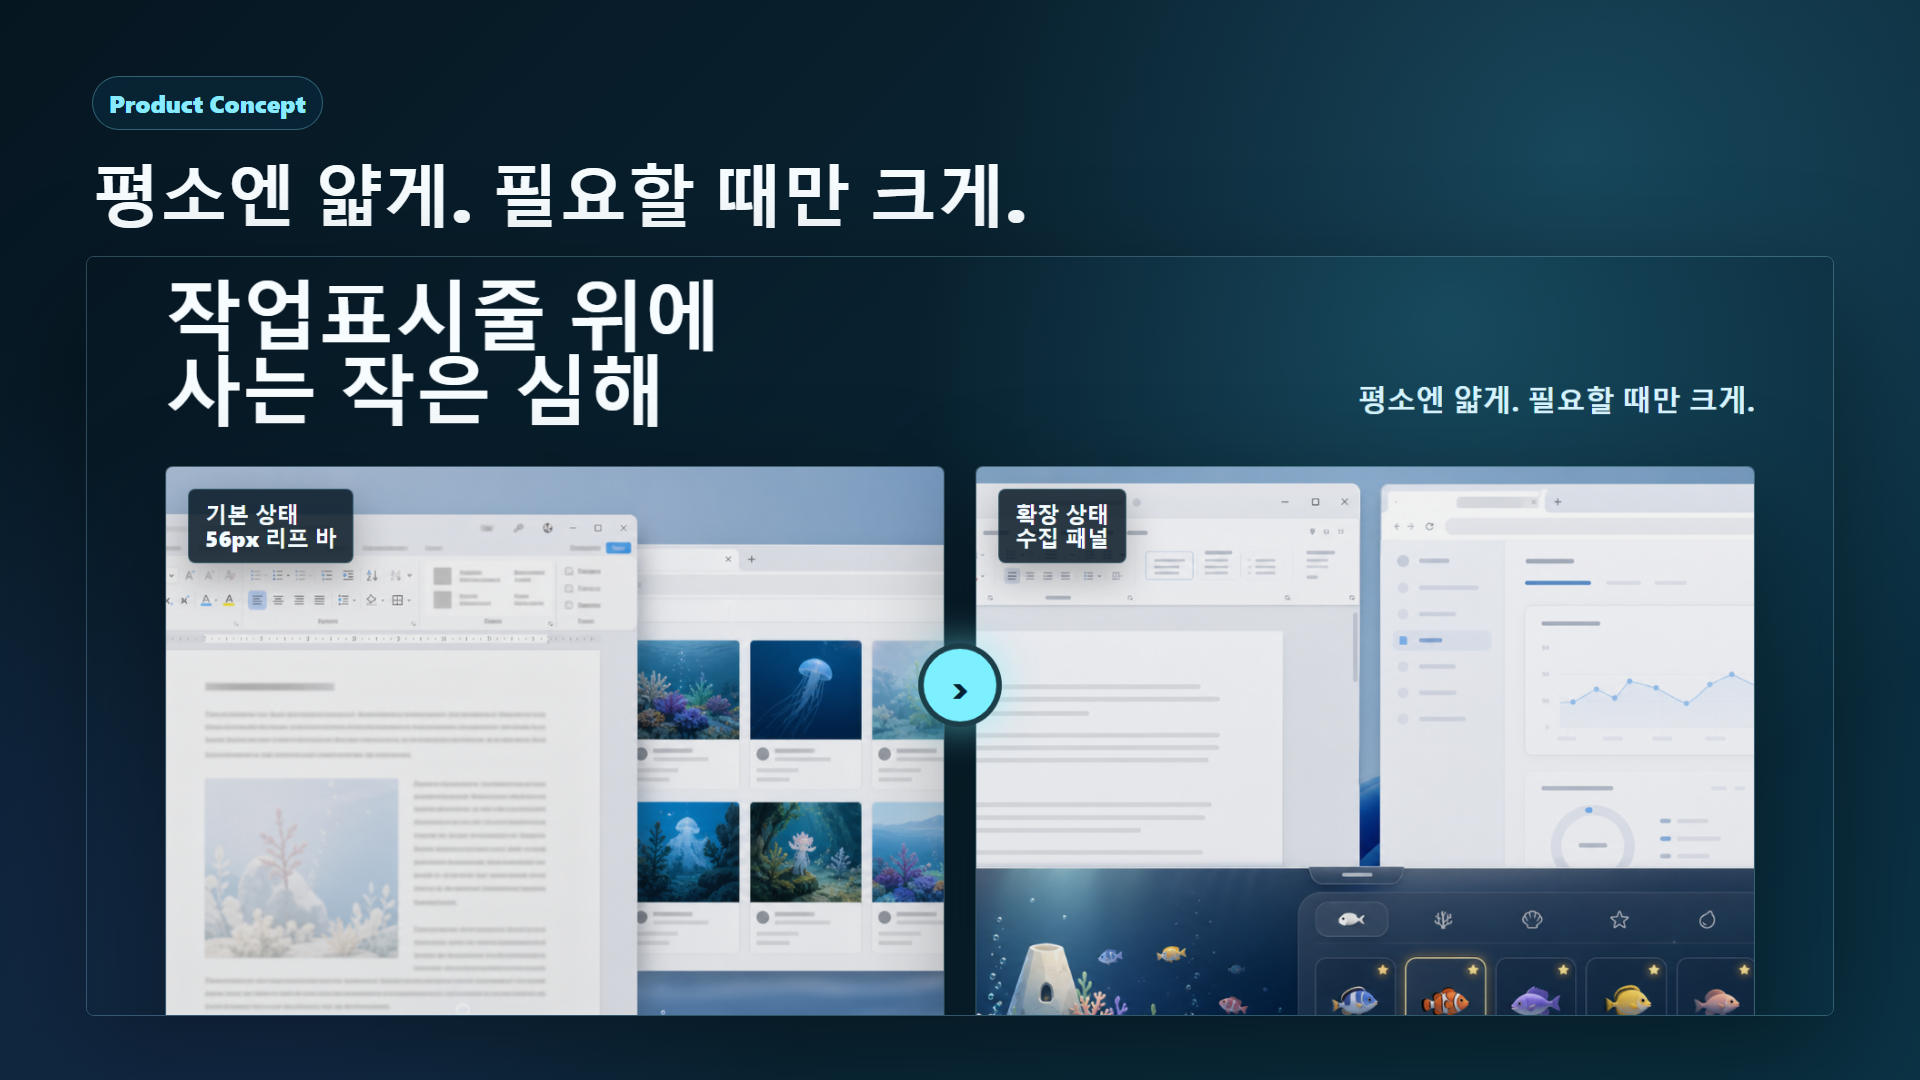 Product Concept
평소엔 얇게. 필요할 때만 크게.
작업표시줄 위에
사는 작은 심해
평소엔 얇게. 필요할 때만 크게.
기본 상태
56px 리프 바
확장 상태
수집 패널